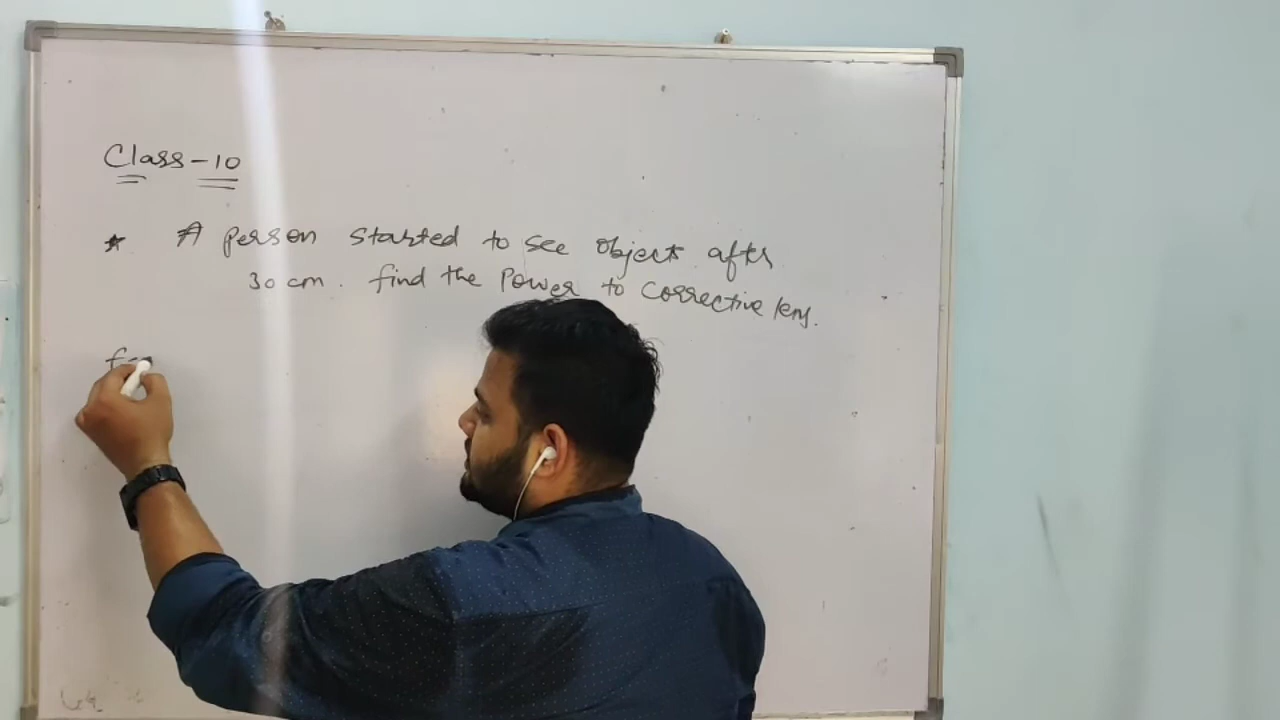 Class-10
* A person started to see object after
30 cm. find the Power to corrective lens.